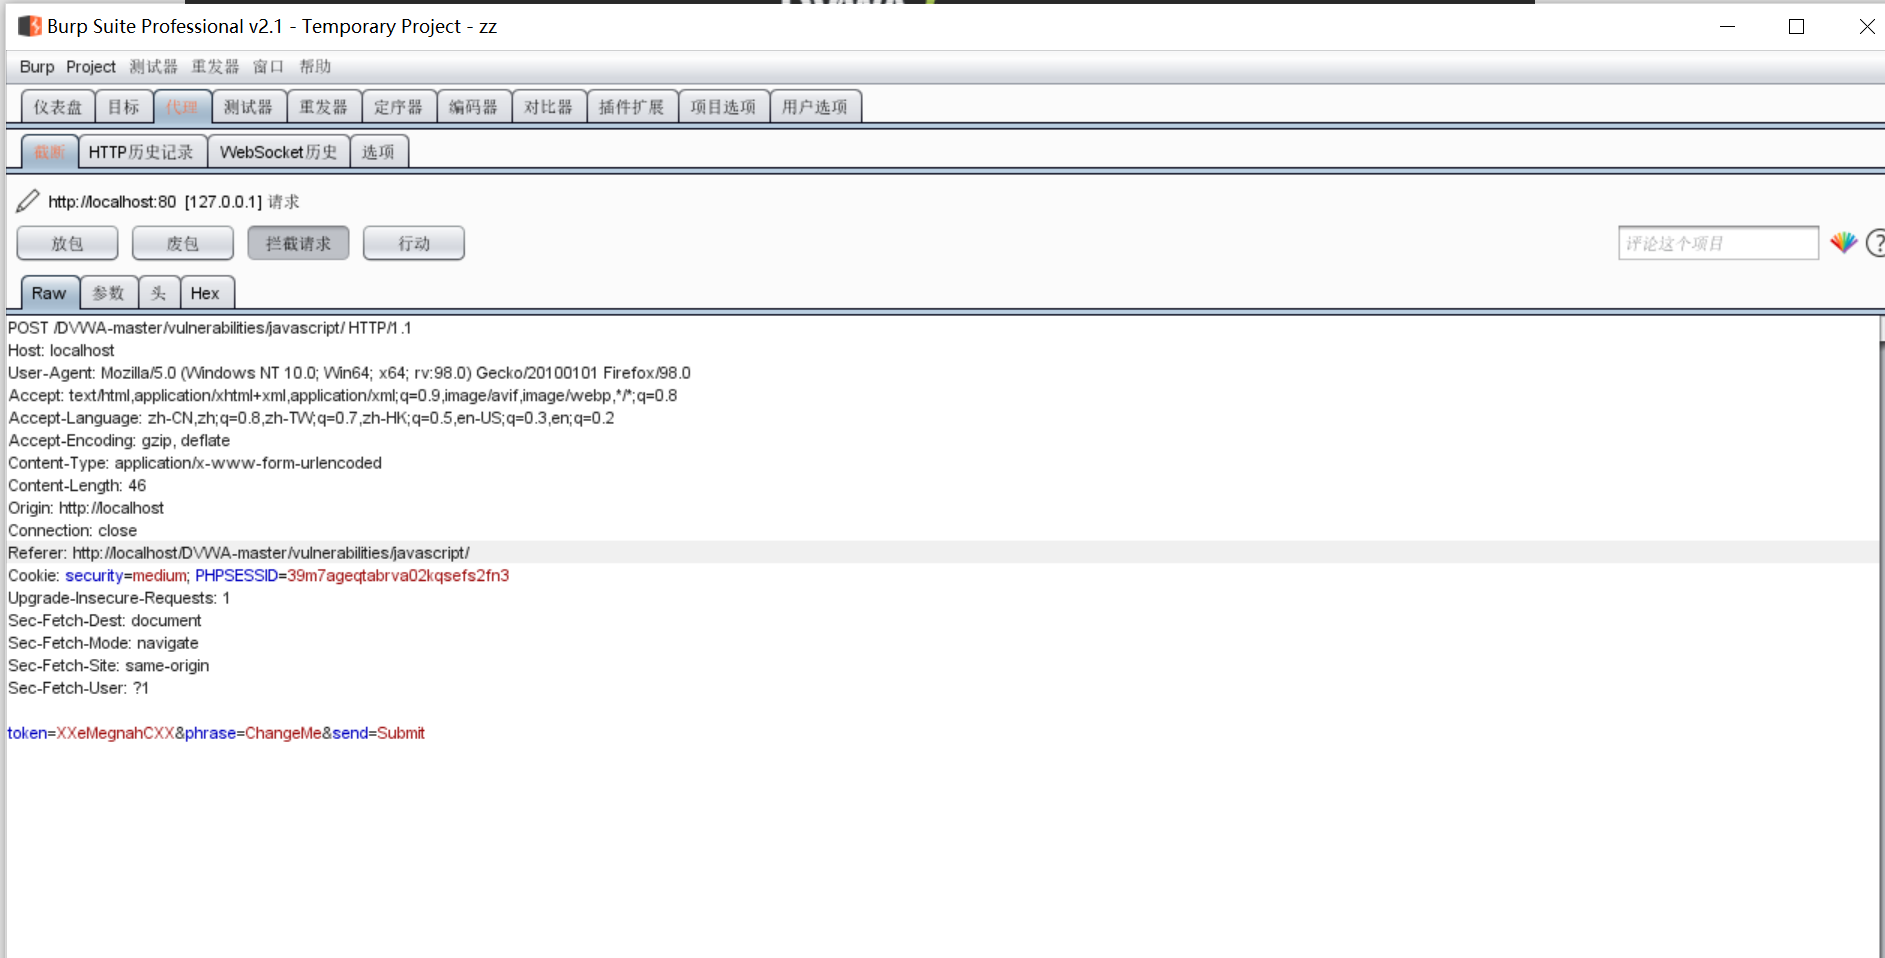 Burp Suite Professional v2.1 - Temporary Project - zz
Burp Project 测试器 重发器 窗口 帮助
仪表盘 目标 代理 测试器 重发器 定序器 编码器 对比器 插件扩展 项目选项 用户选项
截断 HTTP历史记录 WebSocket历史 选项
http://localhost:80 [127.0.0.1] 请求
放包 废包 拦截请求 行动 评论这个项目 ?
Raw 参数 头 Hex
POST /DVWA-master/vulnerabilities/javascript/ HTTP/1.1
Host: localhost
User-Agent: Mozilla/5.0 (Windows NT 10.0; Win64; x64; rv:98.0) Gecko/20100101 Firefox/98.0
Accept: text/html,application/xhtml+xml,application/xml;q=0.9,image/avif,image/webp,*/*;q=0.8
Accept-Language: zh-CN,zh;q=0.8,zh-TW;q=0.7,zh-HK;q=0.5,en-US;q=0.3,en;q=0.2
Accept-Encoding: gzip, deflate
Content-Type: application/x-www-form-urlencoded
Content-Length: 46
Origin: http://localhost
Connection: close
Referer: http://localhost/DVWA-master/vulnerabilities/javascript/
Cookie: security=medium; PHPSESSID=39m7ageqtabrva02kqsefs2fn3
Upgrade-Insecure-Requests: 1
Sec-Fetch-Dest: document
Sec-Fetch-Mode: navigate
Sec-Fetch-Site: same-origin
Sec-Fetch-User: ?1
token=XXeMegnahCXX&phrase=ChangeMe&send=Submit